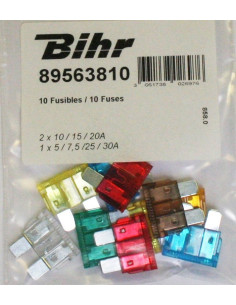 Bihr
89563810
10 Fusibles / 10 Fuses
2 x 10 / 15 / 20A
1 x 5 / 7,5 /25 / 30A